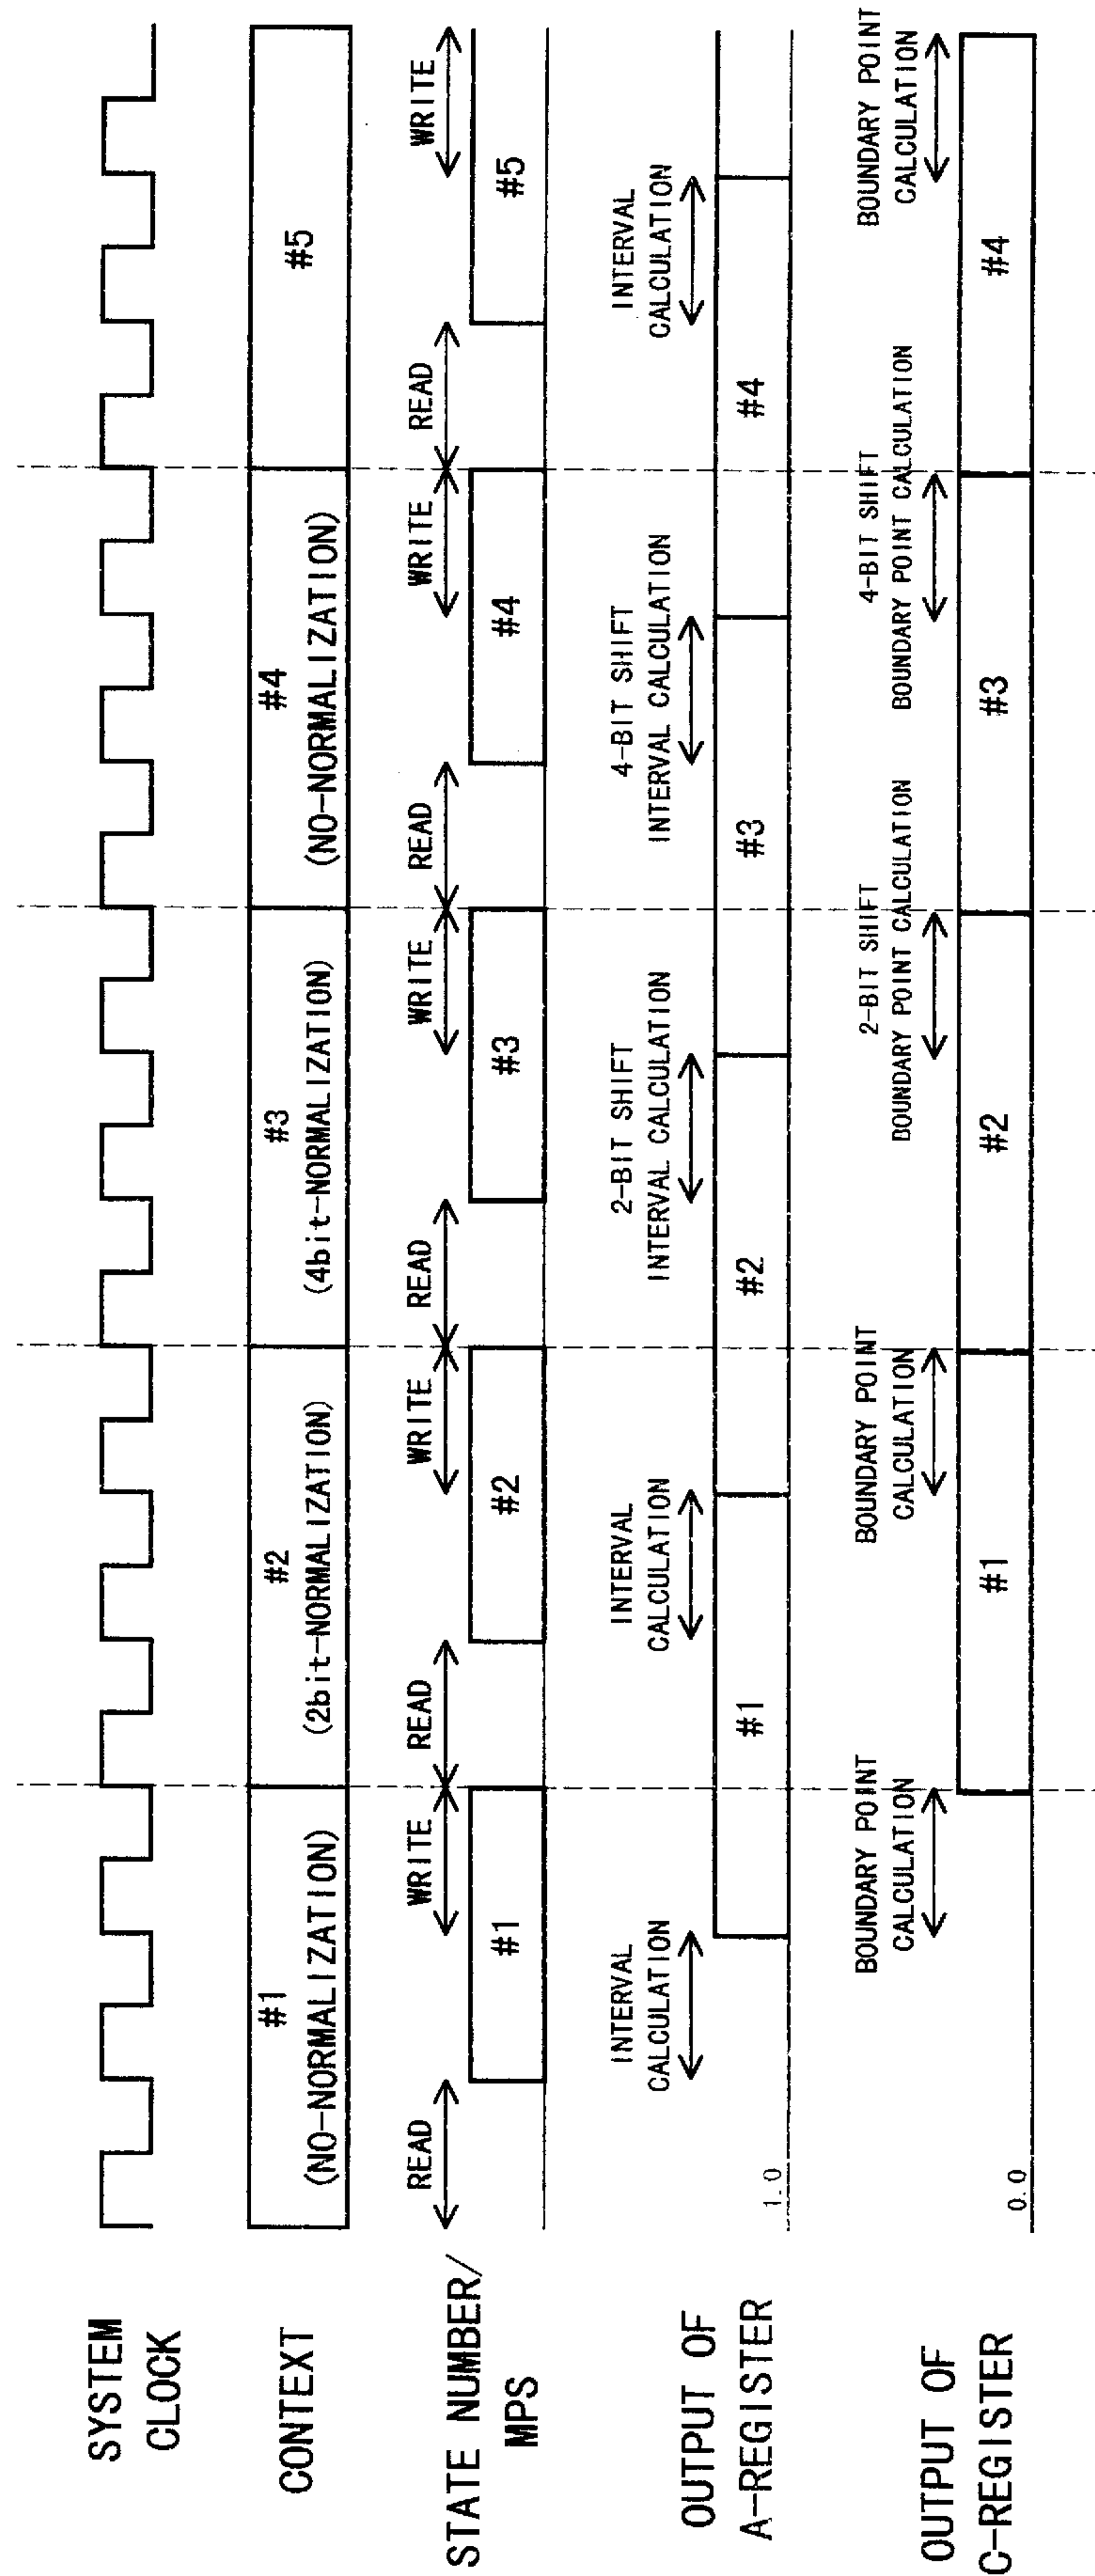 SYSTEM
CLOCK
CONTEXT
#1
(NO-NORMALIZATION)
#2
(2bit-NORMALIZATION)
#3
(4bit-NORMALIZATION)
#4
(NO-NORMALIZATION)
#5
STATE NUMBER/
MPS
READ
WRITE
READ
WRITE
READ
WRITE
READ
WRITE
READ
WRITE
#1
#2
#3
#4
#5
OUTPUT OF
A-REGISTER
INTERVAL
CALCULATION
INTERVAL
CALCULATION
2-BIT SHIFT
INTERVAL CALCULATION
4-BIT SHIFT
INTERVAL CALCULATION
INTERVAL
CALCULATION
1.0
#1
#2
#3
#4
OUTPUT OF
C-REGISTER
BOUNDARY POINT
CALCULATION
BOUNDARY POINT
CALCULATION
2-BIT SHIFT
BOUNDARY POINT CALCULATION
4-BIT SHIFT
BOUNDARY POINT CALCULATION
BOUNDARY POINT
CALCULATION
0.0
#1
#2
#3
#4